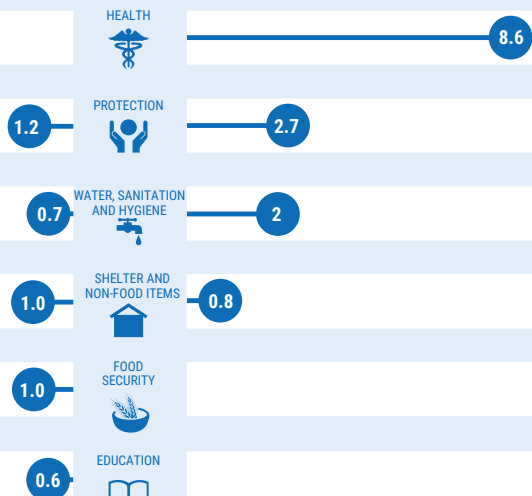 HEALTH
8.6
PROTECTION
1.2
2.7
WATER, SANITATION
AND HYGIENE
0.7
2
SHELTER AND
NON-FOOD ITEMS
1.0
0.8
FOOD
SECURITY
1.0
EDUCATION
0.6